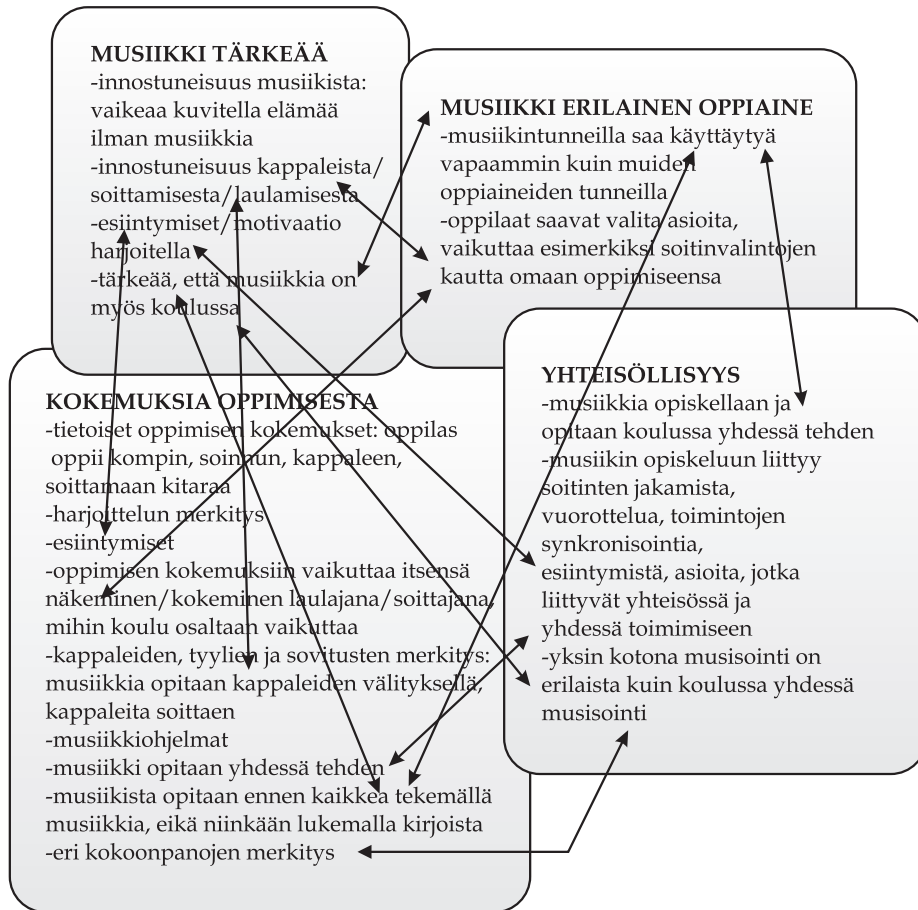 MUSIIKKI TÄRKEÄÄ
-innostuneisuus musiikista:
vaikeaa kuvitella elämää
ilman musiikkia
-innostuneisuus kappaleista/
soittamisesta/laulamisesta
-esiintymiset/motivaatio
harjoitella
-tärkeää, että musiikkia on
myös koulussa
MUSIIKKI ERILAINEN OPPIAINE
-musiikintunneilla saa käyttäytyä
vapaammin kuin muiden
oppiaineiden tunneilla
-oppilaat saavat valita asioita,
vaikuttaa esimerkiksi soitinvalintojen
kautta omaan oppimiseensa
KOKEMUKSIA OPPIMISESTA
-tietoiset oppimisen kokemukset: oppilas
oppii kompin, soinnun, kappaleen,
soittamaan kitaraa
-harjoittelun merkitys
-esiintymiset
-oppimisen kokemuksiin vaikuttaa itsensä
näkeminen/kokeminen laulajana/soittajana,
mihin koulu osaltaan vaikuttaa
-kappaleiden, tyylien ja sovitusten merkitys:
musiikkia opitaan kappaleiden välityksellä,
kappaleita soittaen
-musiikkiohjelmat
-musiikki opitaan yhdessä tehden
-musiikista opitaan ennen kaikkea tekemällä
musiikkia, eikä niinkään lukemalla kirjoista
-eri kokoonpanojen merkitys
YHTEISÖLLISYYS
-musiikkia opiskellaan ja
opitaan koulussa yhdessä tehden
-musiikin opiskeluun liittyy
soitinten jakamista,
vuorottelua, toimintojen
synkronisointia,
esiintymistä, asioita, jotka
liittyvät yhteisössä ja
yhdessä toimimiseen
-yksin kotona musisointi on
erilaista kuin koulussa yhdessä
musisointi